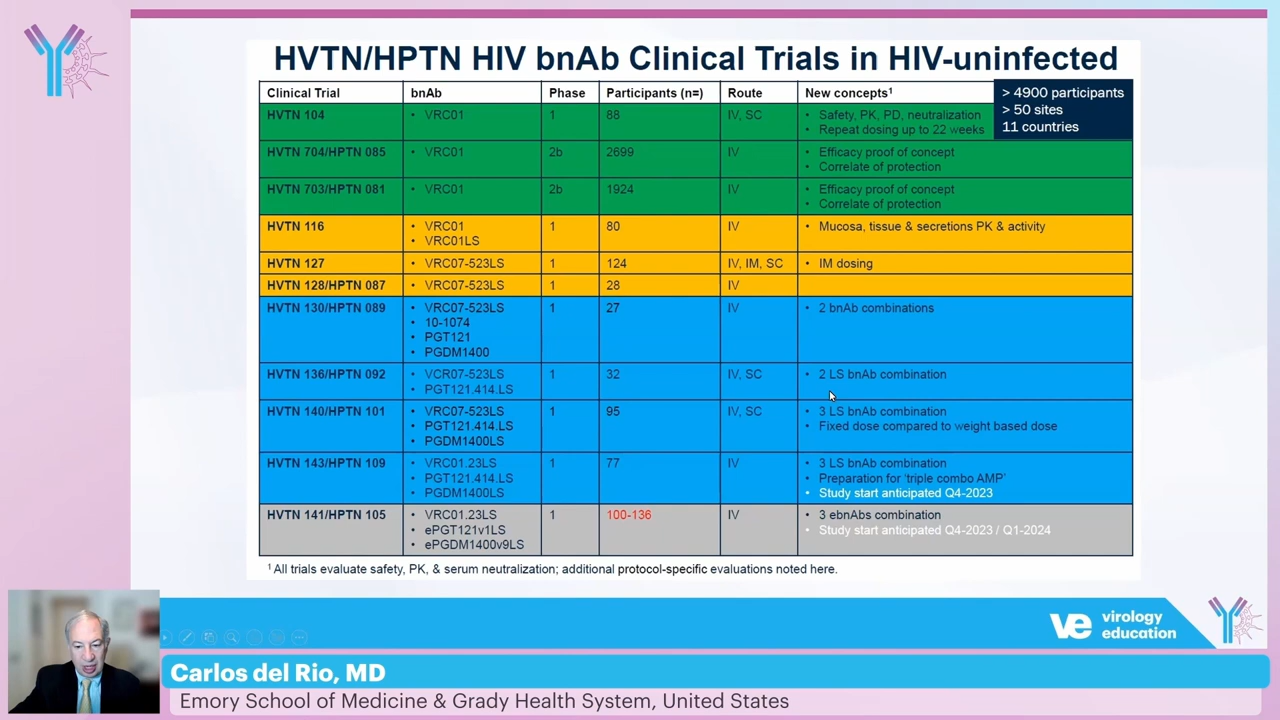 HVTN/HPTN HIV bnAb Clinical Trials in HIV-uninfected
Clinical Trial bnAb Phase Participants (n=) Route New concepts¹
> 4900 participants
> 50 sites
11 countries
HVTN 104 • VRC01 1 88 IV, SC • Safety, PK, PD, neutralization
• Repeat dosing up to 22 weeks
HVTN 704/HPTN 085 • VRC01 2b 2699 IV • Efficacy proof of concept
• Correlate of protection
HVTN 703/HPTN 081 • VRC01 2b 1924 IV • Efficacy proof of concept
• Correlate of protection
HVTN 116 • VRC01 1 80 IV • Mucosa, tissue & secretions PK & activity
• VRC01LS
HVTN 127 • VRC07-523LS 1 124 IV, IM, SC • IM dosing
HVTN 128/HPTN 087 • VRC07-523LS 1 28 IV
HVTN 130/HPTN 089 • VRC07-523LS 1 27 IV • 2 bnAb combinations
• 10-1074
• PGT121
• PGDM1400
HVTN 136/HPTN 092 • VCR07-523LS 1 32 IV, SC • 2 LS bnAb combination
• PGT121.414.LS
HVTN 140/HPTN 101 • VRC07-523LS 1 95 IV, SC • 3 LS bnAb combination
• PGT121.414.LS • Fixed dose compared to weight based dose
• PGDM1400LS
HVTN 143/HPTN 109 • VRC01.23LS 1 77 IV • 3 LS bnAb combination
• PGT121.414.LS • Preparation for 'triple combo AMP'
• PGDM1400LS • Study start anticipated Q4-2023
HVTN 141/HPTN 105 • VRC01.23LS 1 100-136 IV • 3 ebnAbs combination
• ePGT121v1LS • Study start anticipated Q4-2023 / Q1-2024
• ePGDM1400v9LS
¹ All trials evaluate safety, PK, & serum neutralization; additional protocol-specific evaluations noted here.
ve virology
education
Carlos del Rio, MD
Emory School of Medicine & Grady Health System, United States